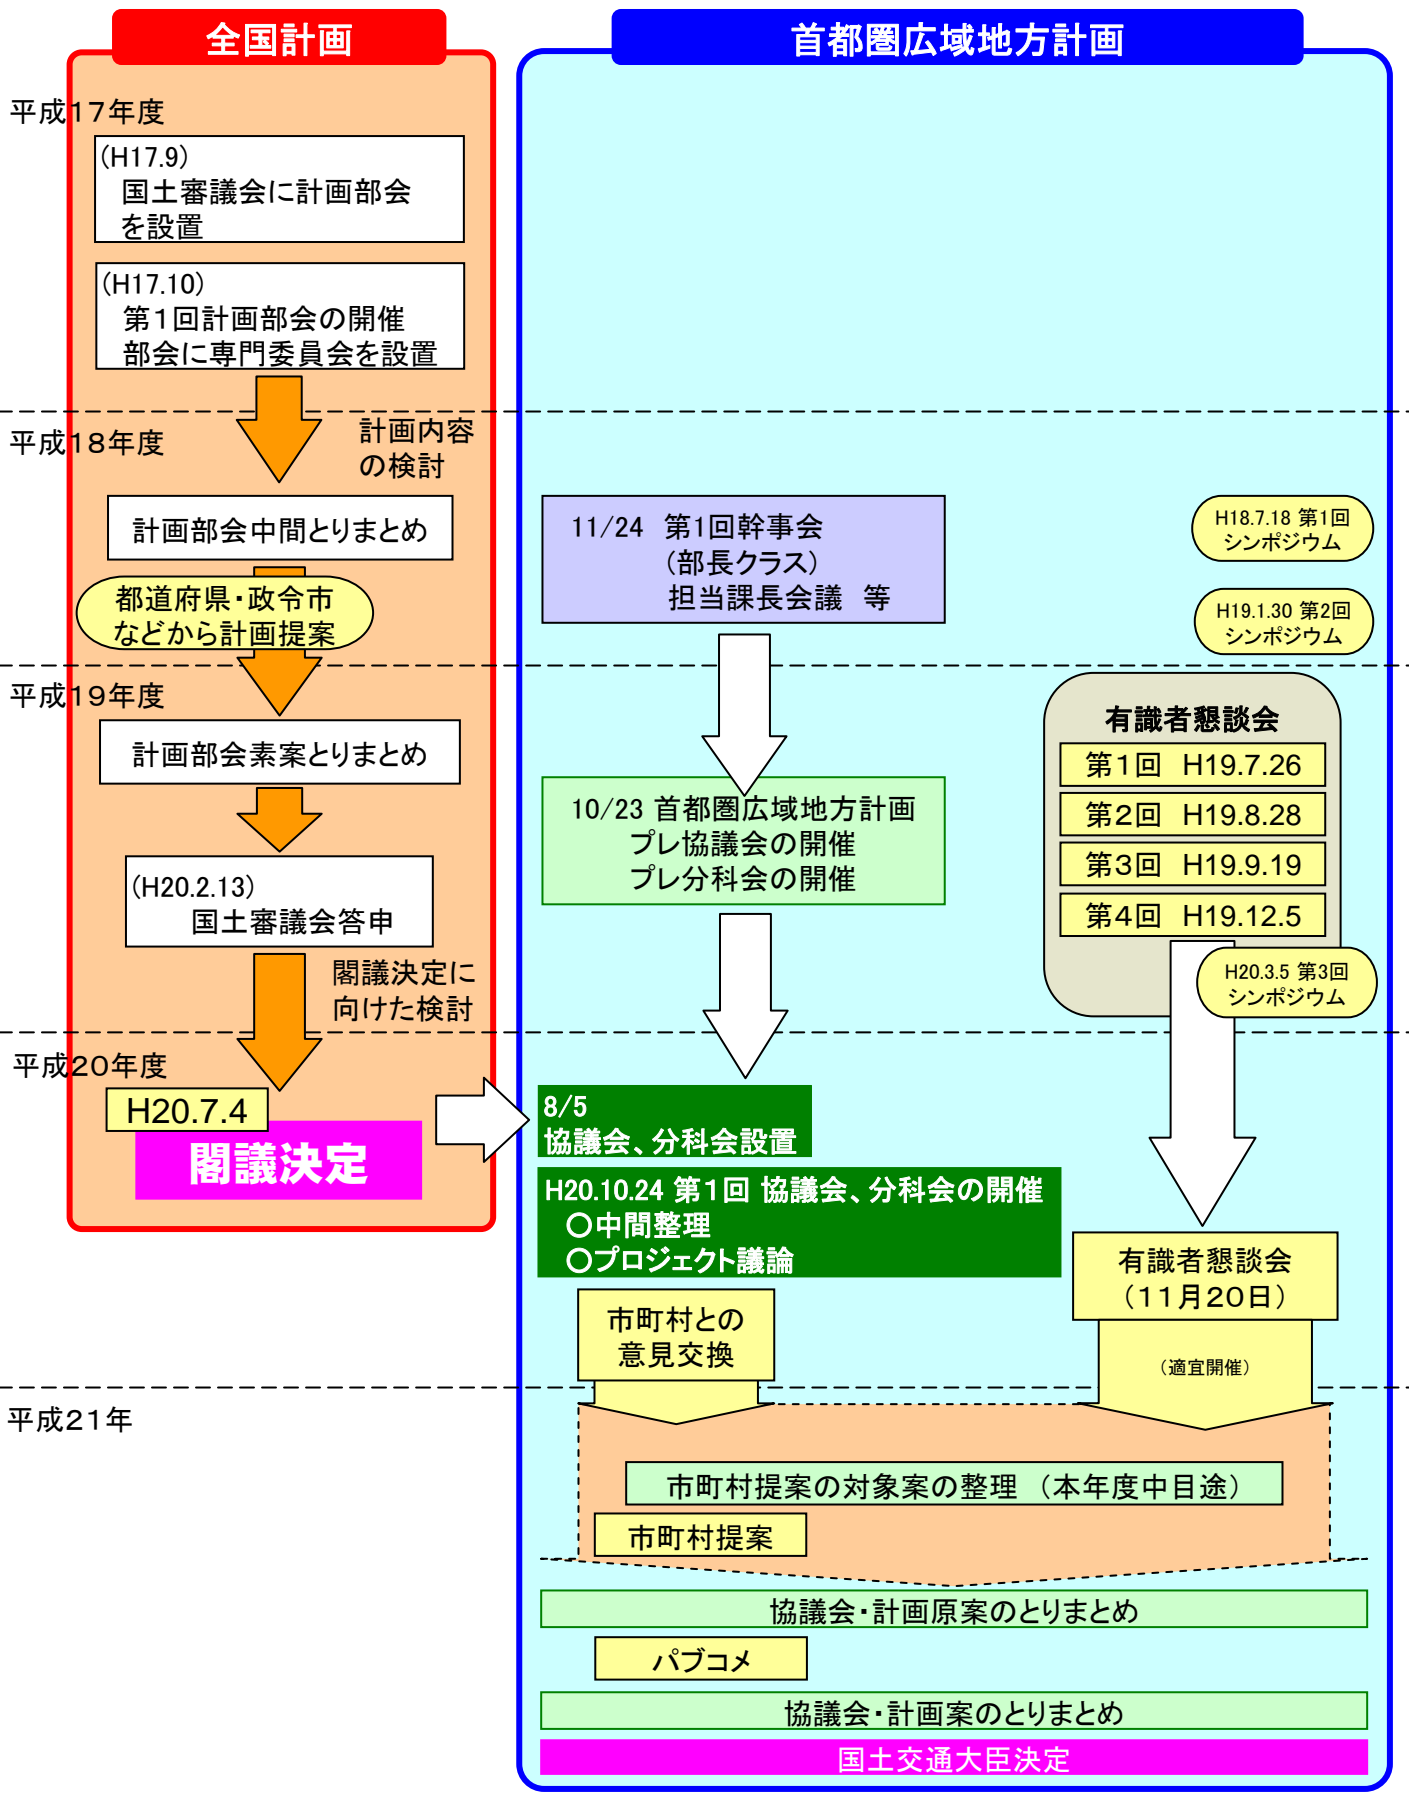 全国計画
首都圏広域地方計画
平成17年度
(H17.9)
国土審議会に計画部会
を設置
(H17.10)
第1回計画部会の開催
部会に専門委員会を設置
平成18年度
計画内容
の検討
計画部会中間とりまとめ
都道府県・政令市
などから計画提案
11/24 第1回幹事会
(部長クラス)
担当課長会議 等
H18.7.18 第1回
シンポジウム
H19.1.30 第2回
シンポジウム
平成19年度
計画部会素案とりまとめ
(H20.2.13)
国土審議会答申
閣議決定に
向けた検討
10/23 首都圏広域地方計画
プレ協議会の開催
プレ分科会の開催
有識者懇談会
第1回 H19.7.26
第2回 H19.8.28
第3回 H19.9.19
第4回 H19.12.5
H20.3.5 第3回
シンポジウム
平成20年度
H20.7.4
閣議決定
8/5
協議会、分科会設置
H20.10.24 第1回 協議会、分科会の開催
○中間整理
○プロジェクト議論
有識者懇談会
(11月20日)
市町村との
意見交換
(適宜開催)
平成21年
市町村提案の対象案の整理 (本年度中目途)
市町村提案
協議会・計画原案のとりまとめ
パブコメ
協議会・計画案のとりまとめ
国土交通大臣決定